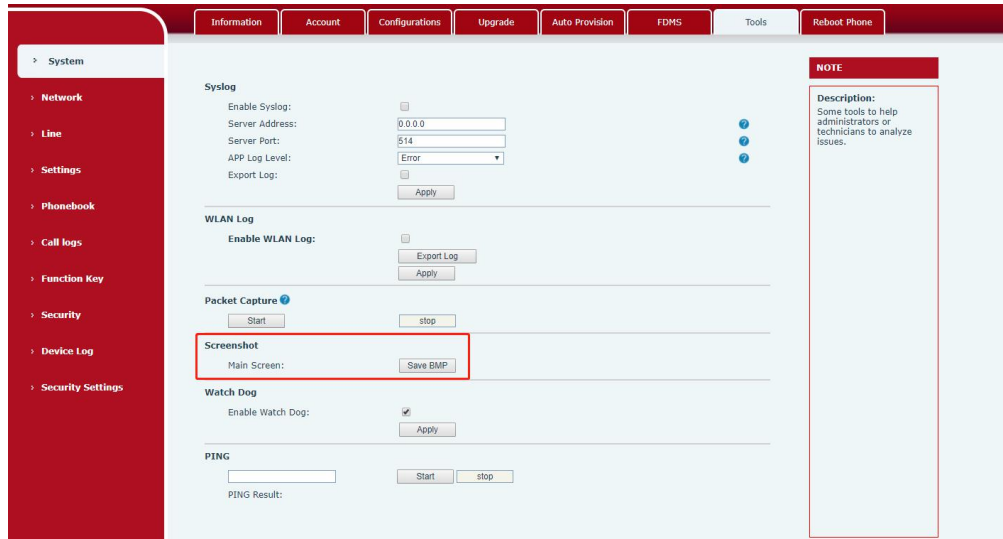 Information Account Configurations Upgrade Auto Provision FDMS Tools Reboot Phone
System
Network
Line
Settings
Phonebook
Call logs
Function Key
Security
Device Log
Security Settings
Syslog
Enable Syslog:
Server Address: 0.0.0.0
Server Port: 514
APP Log Level: Error
Export Log:
Apply
WLAN Log
Enable WLAN Log:
Export Log
Apply
Packet Capture
Start stop
Screenshot
Main Screen: Save BMP
Watch Dog
Enable Watch Dog:
Apply
PING
Start stop
PING Result:
NOTE
Description:
Some tools to help
administrators or
technicians to analyze
issues.